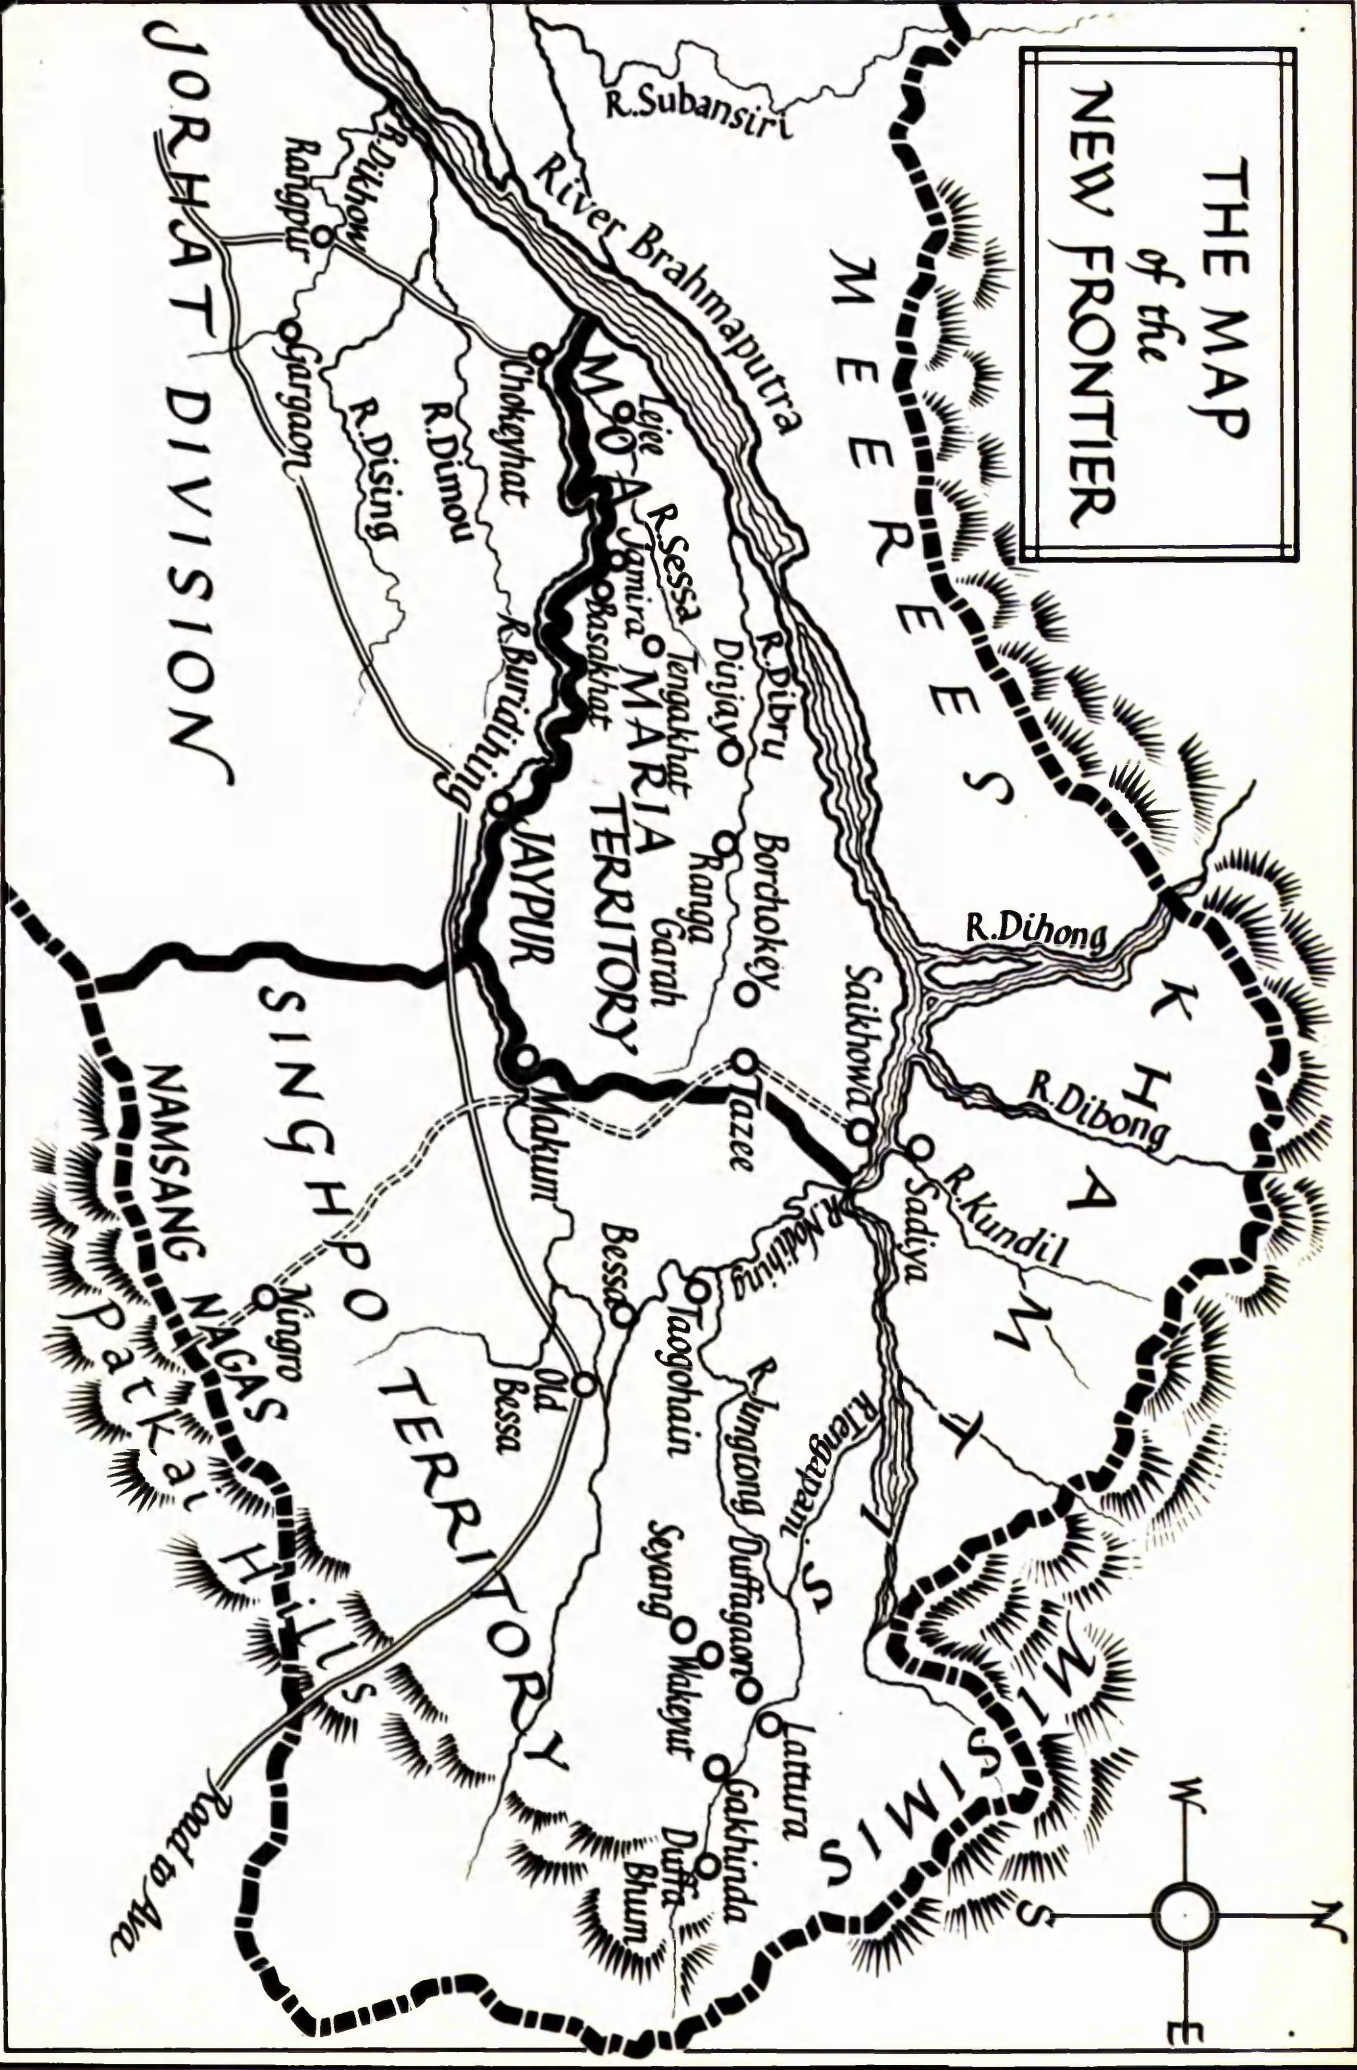 THE MAP
of the
NEW FRONTIER
N
W
E
R.Subansiri
River Brahmaputra
MEEREES
KHAMTIS
MISIMIS
MISIMIS
R.Dihong
R.Dibong
R.Kundil
Sadiya
Saikhowa
R.Nodihing
R.Tengapani.
R.Jungtong
R.Dikhow
Rangpur
Gargaon
JORHAT DIVISION
R.Dising
R.Dimou
Chokeyhat
MOAMARIA
TERRITORY
Lejee
R.Sessa
Jamira
Basakhat
Tengakhat
Dinjay
R.Dibru
Borchokey
Ranga
Garah
R.Buridihing
JAYPUR
Makum
Tazee
Bessa
Taogohain
Old
Bessa
Ningro
SINGHPO TERRITORY
NAMSANG NAGAS
Patkai Hills
Road to Ava
Seyang
Wakeyut
Duffagaon
Lattura
Gakhinda
Duffa
Bhum